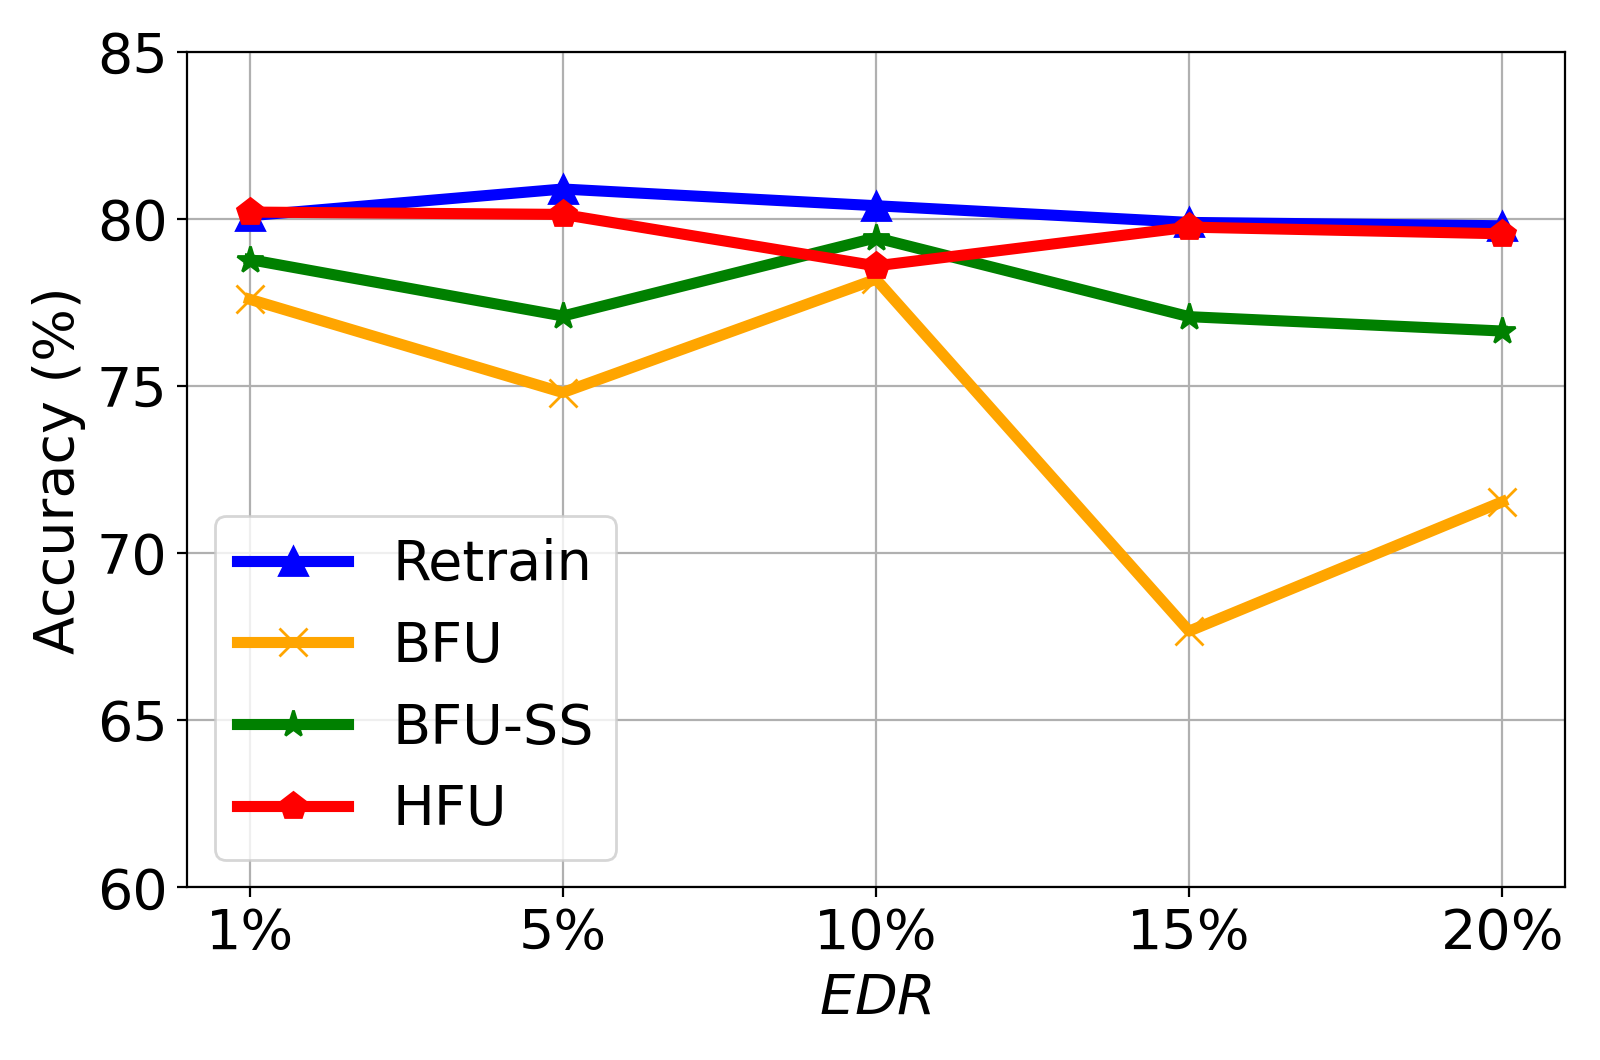 85
80
75
70
65
60
Accuracy (%)
Retrain
BFU
BFU-SS
HFU
1% 5% 10% 15% 20%
EDR